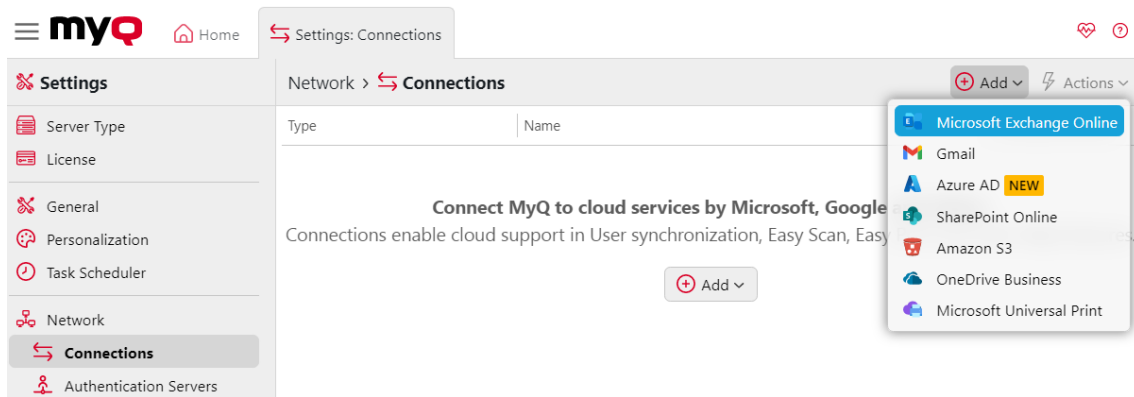 myQ
Home
Settings: Connections
Settings
Network > Connections
Add
Actions
Server Type
License
General
Personalization
Task Scheduler
Network
Connections
Authentication Servers
Type
Name
Connect MyQ to cloud services by Microsoft, Google
Connections enable cloud support in User synchronization, Easy Scan, Easy
Add
Microsoft Exchange Online
Gmail
Azure AD NEW
SharePoint Online
Amazon S3
OneDrive Business
Microsoft Universal Print